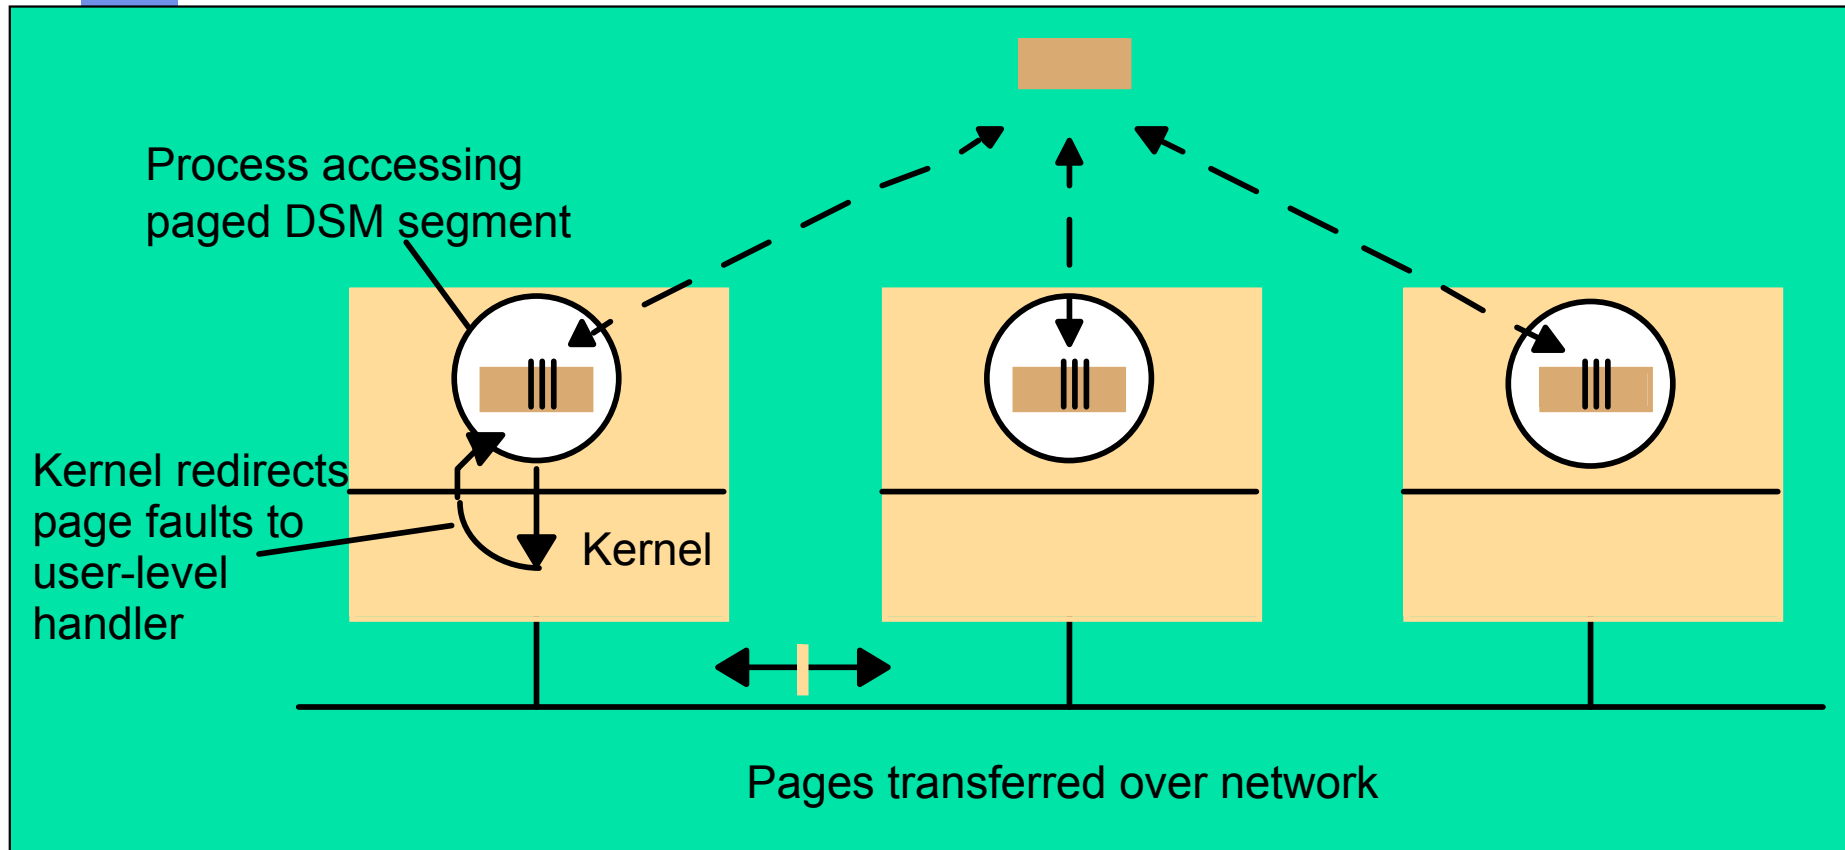 Process accessing
paged DSM segment
Kernel redirects
page faults to
user-level
handler
Kernel
Pages transferred over network